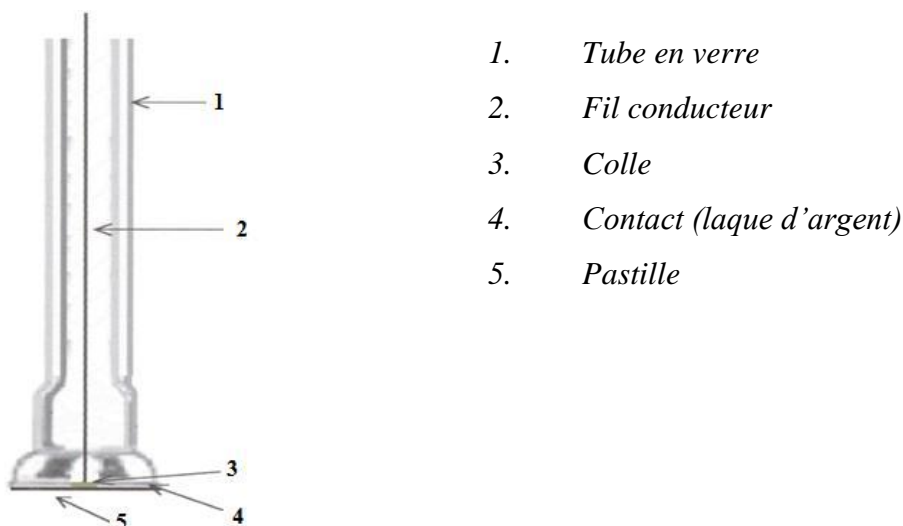 1. Tube en verre
2. Fil conducteur
3. Colle
4. Contact (laque d’argent)
5. Pastille
1
2
3
4
5